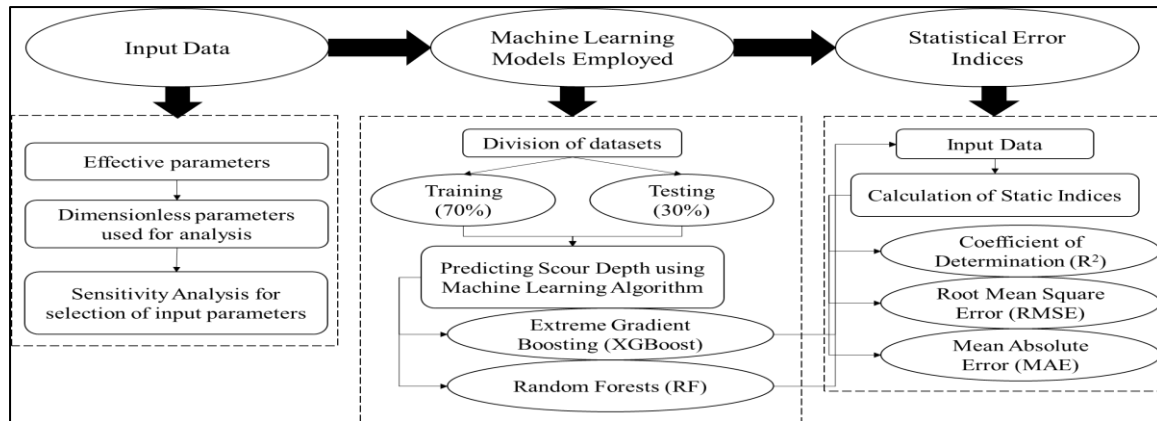 Input Data
Machine Learning
Models Employed
Statistical Error
Indices
Effective parameters
Dimensionless parameters
used for analysis
Sensitivity Analysis for
selection of input parameters
Division of datasets
Training
(70%)
Testing
(30%)
Predicting Scour Depth using
Machine Learning Algorithm
Extreme Gradient
Boosting (XGBoost)
Random Forests (RF)
Input Data
Calculation of Static Indices
Coefficient of
Determination (R²)
Root Mean Square
Error (RMSE)
Mean Absolute
Error (MAE)